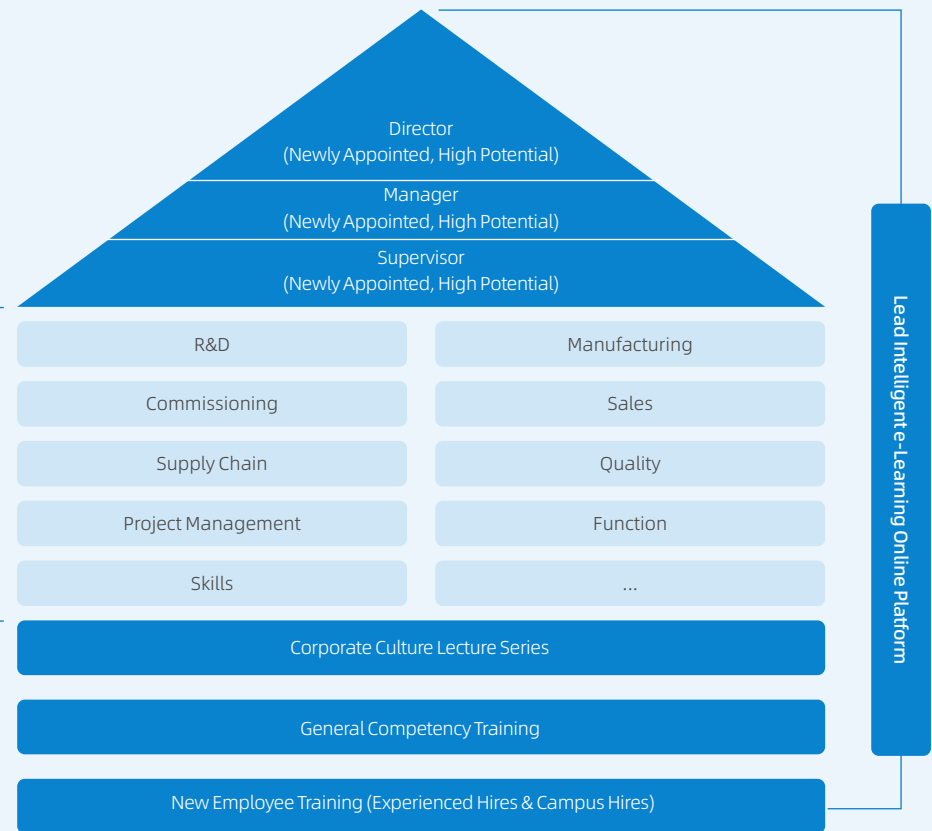 Director
(Newly Appointed, High Potential)
Manager
(Newly Appointed, High Potential)
Supervisor
(Newly Appointed, High Potential)
R&D
Manufacturing
Commissioning
Sales
Supply Chain
Quality
Project Management
Function
Skills
...
Corporate Culture Lecture Series
General Competency Training
New Employee Training (Experienced Hires & Campus Hires)
Lead Intelligent e-Learning Online Platform